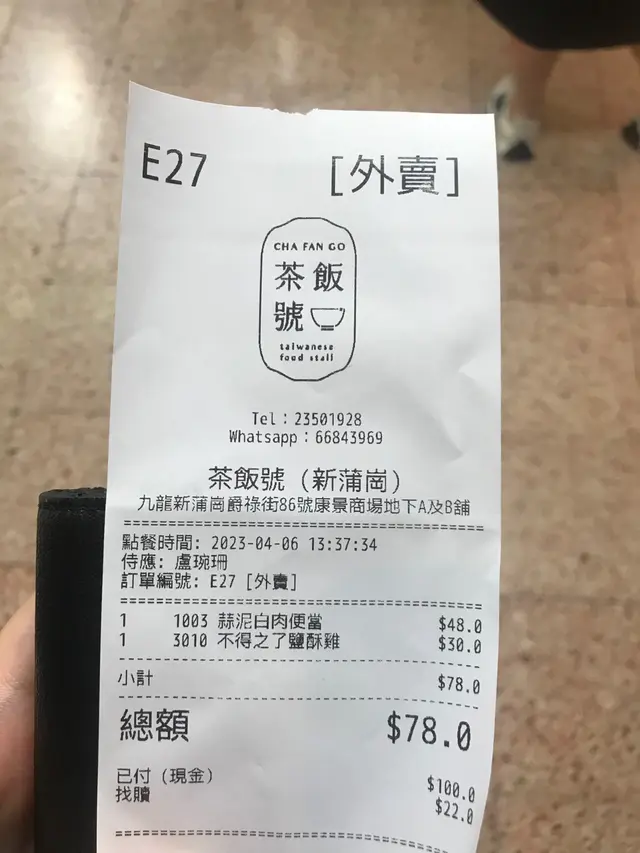 E27 [外賣]
CHA FAN GO
茶飯
號
taiwanese
food stall
Tel：23501928
Whatsapp：66843969
茶飯號（新蒲崗）
九龍新蒲崗爵祿街86號康景商場地下A及B舖
點餐時間: 2023-04-06 13:37:34
侍應: 盧琬珊
訂單編號: E27 [外賣]
1 1003 蒜泥白肉便當 $48.0
1 3010 不得之了鹽酥雞 $30.0
小計 $78.0
總額 $78.0
已付（現金） $100.0
找贖 $22.0